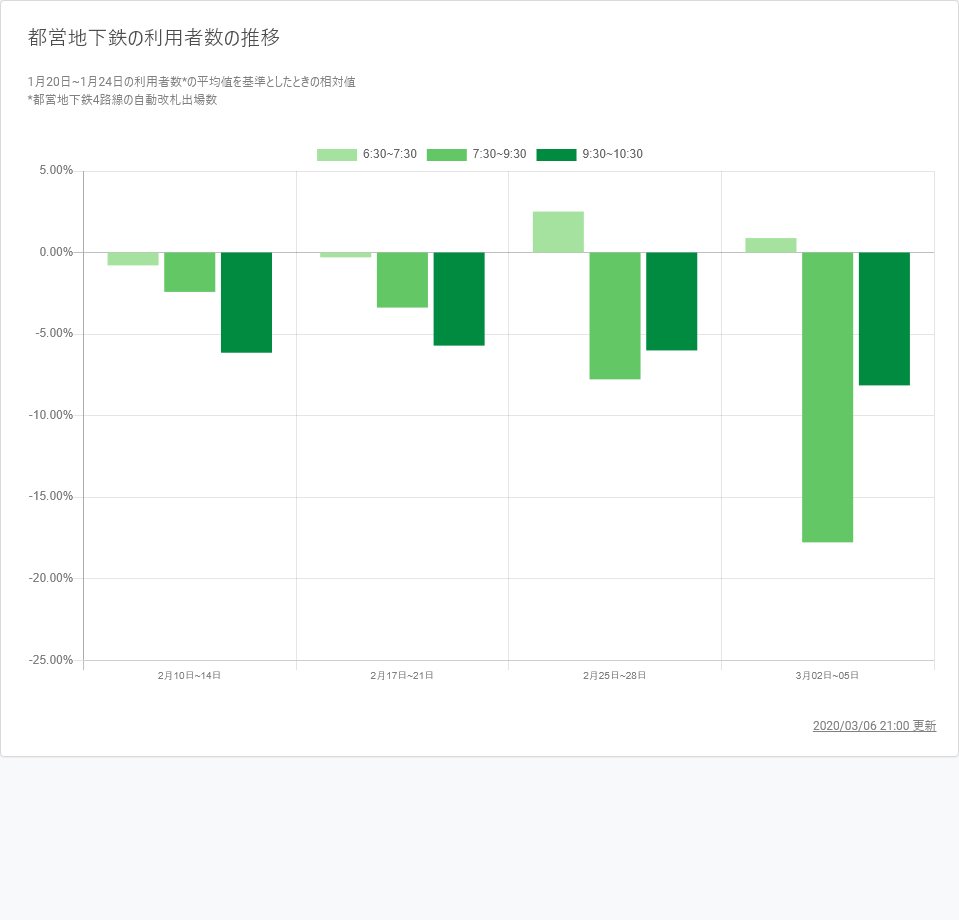 都営地下鉄の利用者数の推移
1月20日~1月24日の利用者数*の平均値を基準としたときの相対値
*都営地下鉄4路線の自動改札出場数
6:30~7:30 7:30~9:30 9:30~10:30
5.00%
0.00%
-5.00%
-10.00%
-15.00%
-20.00%
-25.00%
2月10日~14日 2月17日~21日 2月25日~28日 3月02日~05日
2020/03/06 21:00 更新